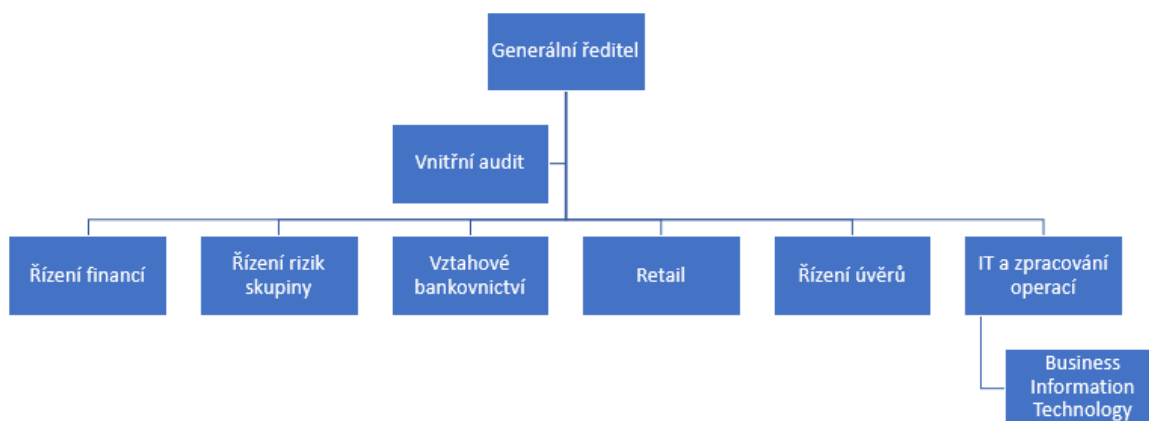 Generální ředitel
Vnitřní audit
Řízení financí
Řízení rizik
skupiny
Vztahové
bankovnictví
Retail
Řízení úvěrů
IT a zpracování
operací
Business
Information
Technology